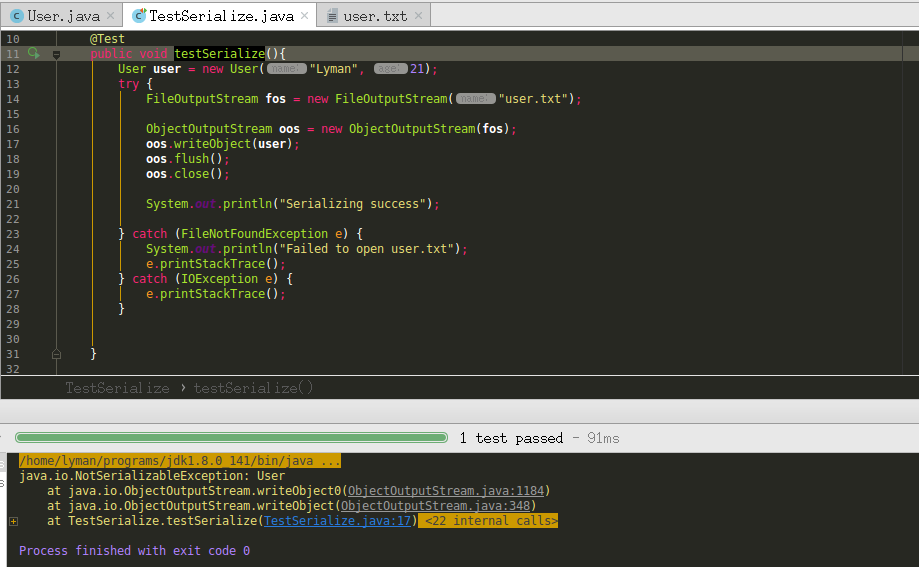 User.java × TestSerialize.java × user.txt ×
10 @Test
11 public void testSerialize(){
12 User user = new User( name: "Lyman", age: 21);
13 try {
14 FileOutputStream fos = new FileOutputStream( name: "user.txt");
15
16 ObjectOutputStream oos = new ObjectOutputStream(fos);
17 oos.writeObject(user);
18 oos.flush();
19 oos.close();
20
21 System.out.println("Serializing success");
22
23 } catch (FileNotFoundException e) {
24 System.out.println("Failed to open user.txt");
25 e.printStackTrace();
26 } catch (IOException e) {
27 e.printStackTrace();
28 }
29
30
31 }
32
TestSerialize › testSerialize()
1 test passed – 91ms
/home/lyman/programs/jdk1.8.0_141/bin/java ...
java.io.NotSerializableException: User
at java.io.ObjectOutputStream.writeObject0(ObjectOutputStream.java:1184)
at java.io.ObjectOutputStream.writeObject(ObjectOutputStream.java:348)
at TestSerialize.testSerialize(TestSerialize.java:17) <22 internal calls>
Process finished with exit code 0